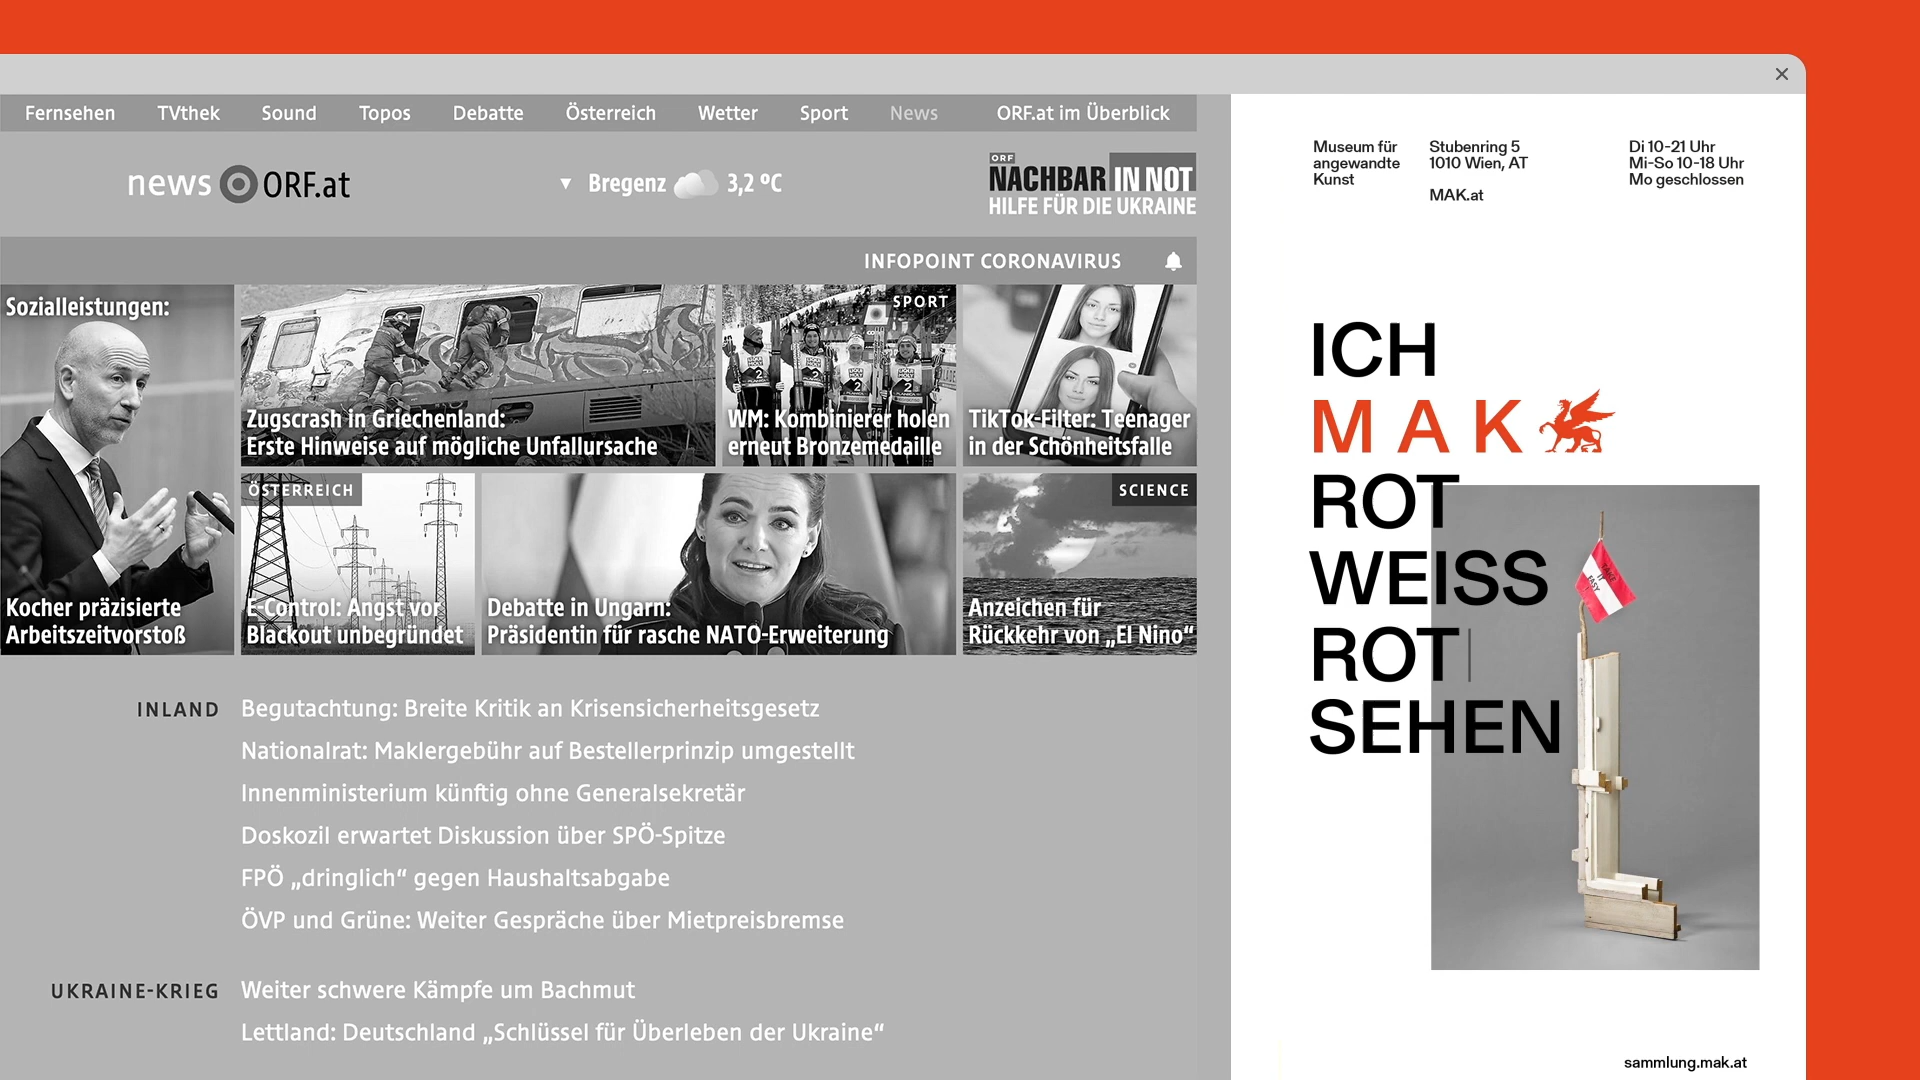 Fernsehen TVthek Sound Topos Debatte Österreich Wetter Sport News ORF.at im Überblick
news ORF.at
▼ Bregenz 3,2 ºC
ORF
NACHBAR IN NOT
HILFE FÜR DIE UKRAINE
INFOPOINT CORONAVIRUS
Sozialleistungen:
Kocher präzisierte
Arbeitszeitvorstoß
Zugscrash in Griechenland:
Erste Hinweise auf mögliche Unfallursache
SPORT
WM: Kombinierer holen
erneut Bronzemedaille
TikTok-Filter: Teenager
in der Schönheitsfalle
ÖSTERREICH
E-Control: Angst vor
Blackout unbegründet
Debatte in Ungarn:
Präsidentin für rasche NATO-Erweiterung
SCIENCE
Anzeichen für
Rückkehr von „El Nino“
INLAND
Begutachtung: Breite Kritik an Krisensicherheitsgesetz
Nationalrat: Maklergebühr auf Bestellerprinzip umgestellt
Innenministerium künftig ohne Generalsekretär
Doskozil erwartet Diskussion über SPÖ-Spitze
FPÖ „dringlich“ gegen Haushaltsabgabe
ÖVP und Grüne: Weiter Gespräche über Mietpreisbremse
UKRAINE-KRIEG
Weiter schwere Kämpfe um Bachmut
Lettland: Deutschland „Schlüssel für Überleben der Ukraine“
Museum für
angewandte
Kunst
Stubenring 5
1010 Wien, AT
MAK.at
Di 10-21 Uhr
Mi-So 10-18 Uhr
Mo geschlossen
ICH
MAK
ROT
WEISS
ROT
SEHEN
TAKE
IT
EASY
sammlung.mak.at